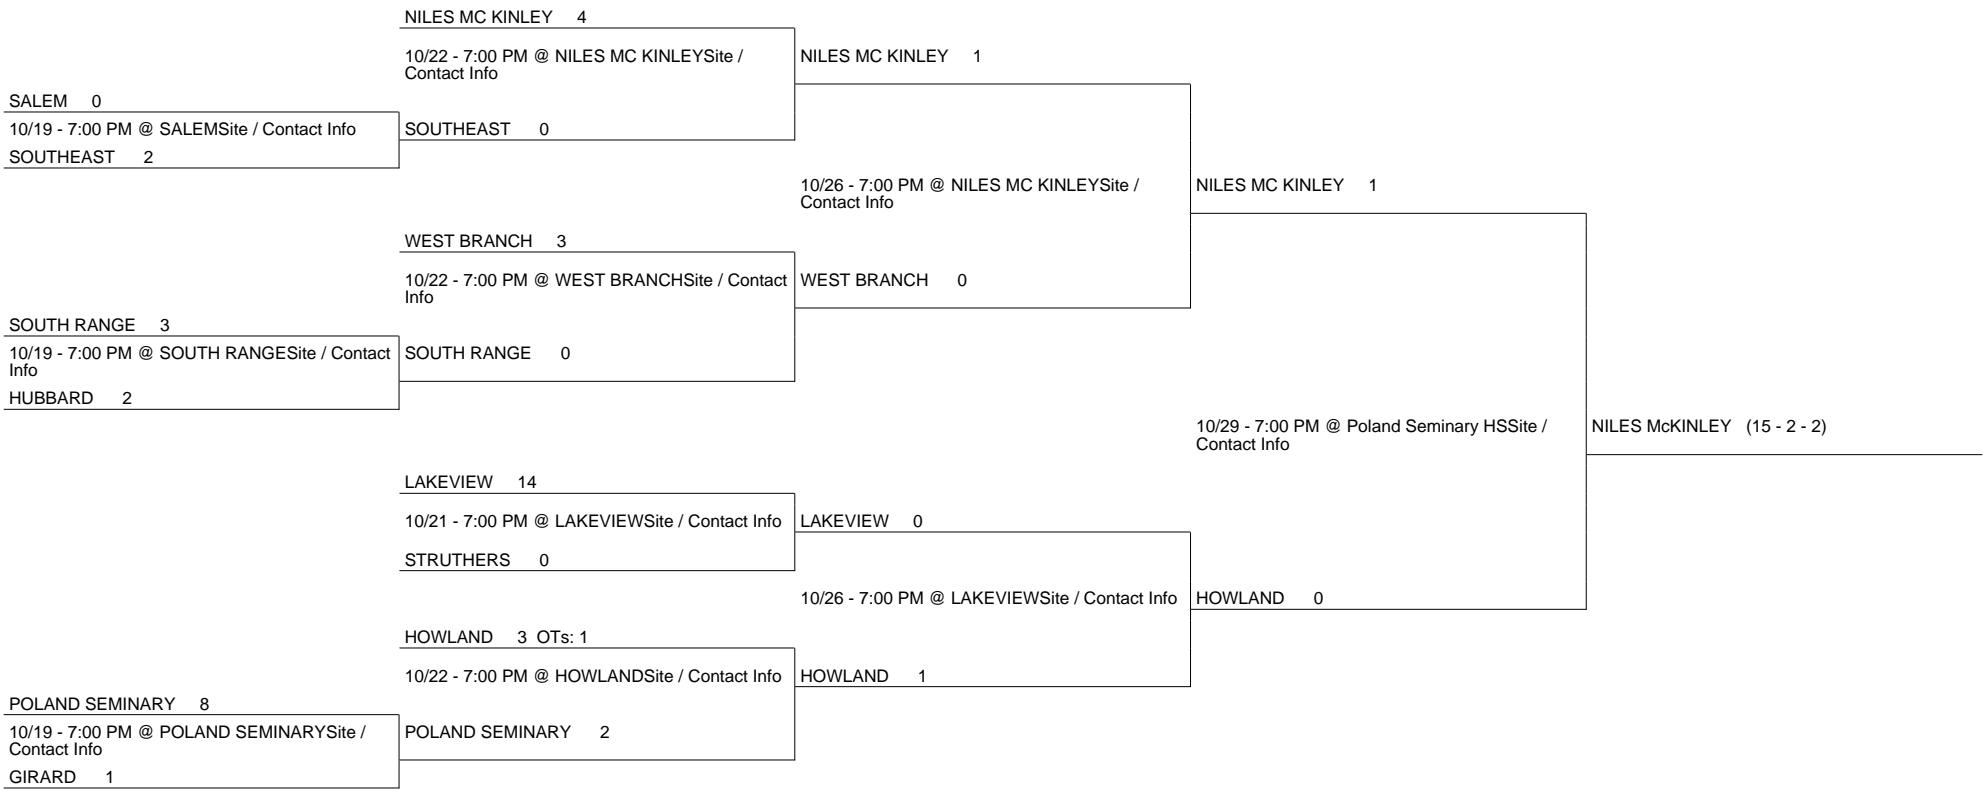 NILES MC KINLEY 4
10/22 - 7:00 PM @ NILES MC KINLEYSite /
Contact Info
NILES MC KINLEY 1
SALEM 0
10/19 - 7:00 PM @ SALEMSite / Contact Info
SOUTHEAST 0
SOUTHEAST 2
10/26 - 7:00 PM @ NILES MC KINLEYSite /
Contact Info
NILES MC KINLEY 1
WEST BRANCH 3
10/22 - 7:00 PM @ WEST BRANCHSite / Contact
Info
WEST BRANCH 0
SOUTH RANGE 3
10/19 - 7:00 PM @ SOUTH RANGESite / Contact
Info
SOUTH RANGE 0
HUBBARD 2
10/29 - 7:00 PM @ Poland Seminary HSSite /
Contact Info
NILES McKINLEY (15 - 2 - 2)
LAKEVIEW 14
10/21 - 7:00 PM @ LAKEVIEWSite / Contact Info
LAKEVIEW 0
STRUTHERS 0
10/26 - 7:00 PM @ LAKEVIEWSite / Contact Info
HOWLAND 0
HOWLAND 3 OTs: 1
10/22 - 7:00 PM @ HOWLANDSite / Contact Info
HOWLAND 1
POLAND SEMINARY 8
10/19 - 7:00 PM @ POLAND SEMINARYSite /
Contact Info
POLAND SEMINARY 2
GIRARD 1